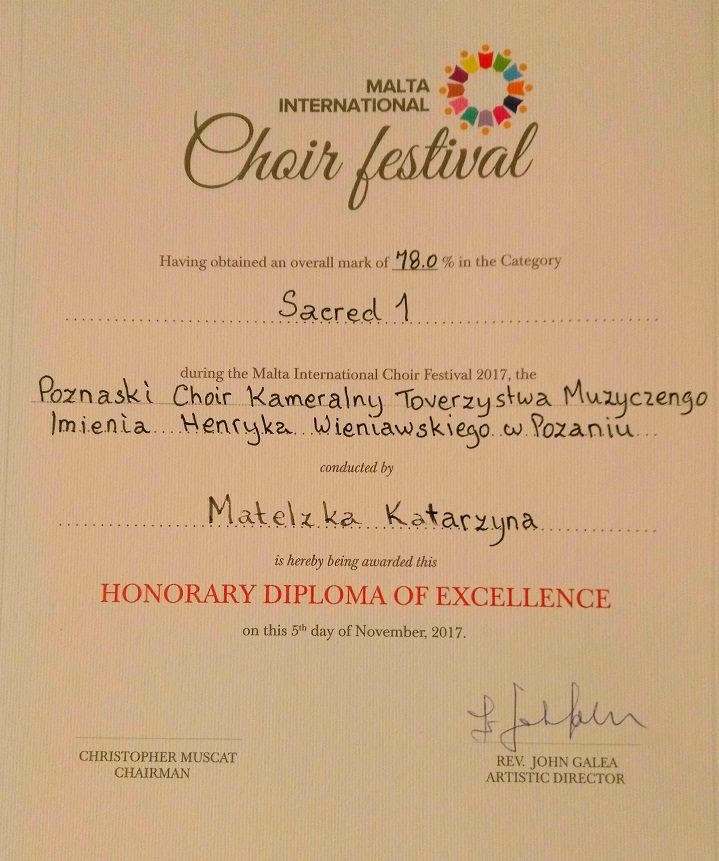 MALTA
INTERNATIONAL
Choir festival
Having obtained an overall mark of 78.0 % in the Category
Sacred 1
during the Malta International Choir Festival 2017, the
Poznaski Choir Kameralny Toverzystwa Muzyczengo
Imienia Henryka Wieniawskiego w Pozaniu
conducted by
Matelzka Katarzyna
is hereby being awarded this
HONORARY DIPLOMA OF EXCELLENCE
on this 5th day of November, 2017.
CHRISTOPHER MUSCAT
CHAIRMAN
REV. JOHN GALEA
ARTISTIC DIRECTOR